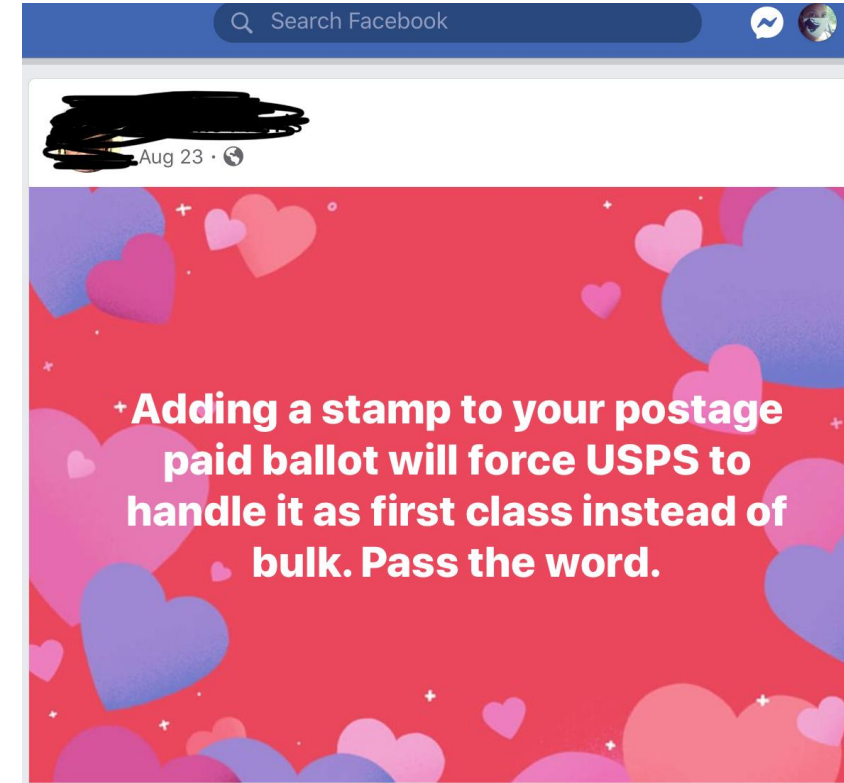 Search Facebook
Aug 23 ·
Adding a stamp to your postage
paid ballot will force USPS to
handle it as first class instead of
bulk. Pass the word.